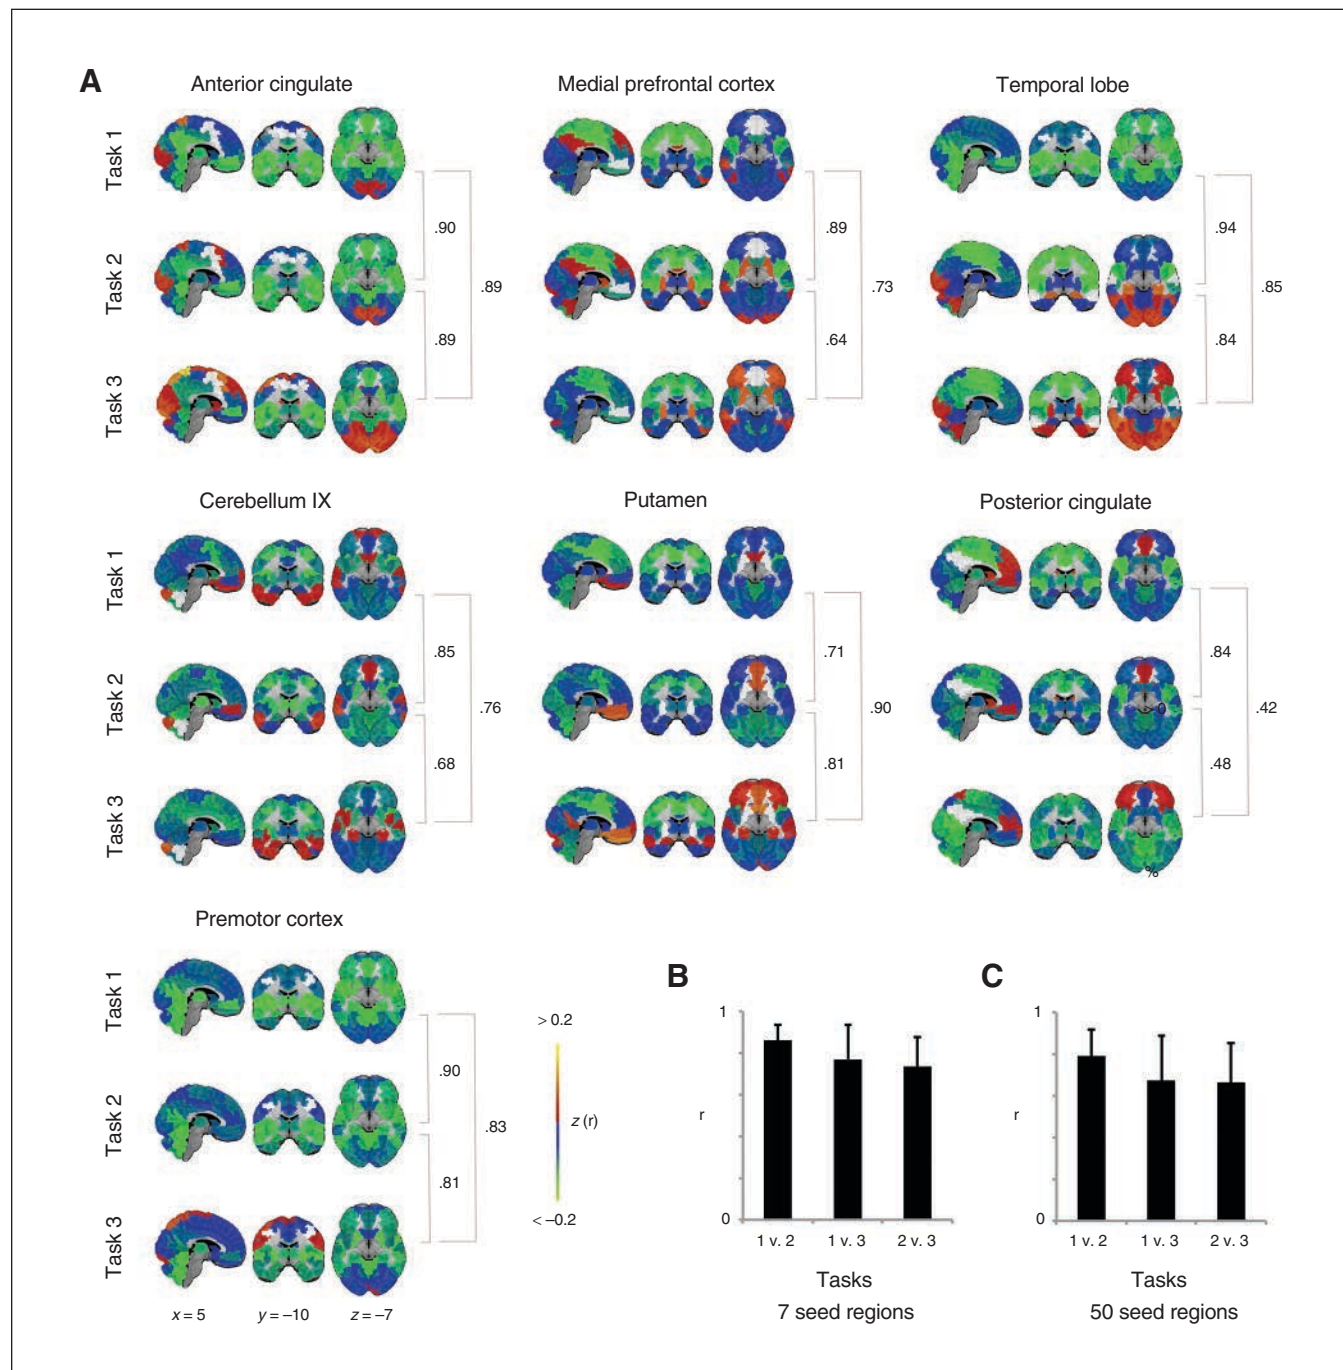 A
Anterior cingulate
Medial prefrontal cortex
Temporal lobe
Task 1
Task 2
Task 3
.90
.89
.89
.89
.64
.73
.94
.84
.85
Cerebellum IX
Putamen
Posterior cingulate
Task 1
Task 2
Task 3
.85
.68
.76
.71
.81
.90
.84
.48
.42
> 0
%
Premotor cortex
Task 1
Task 2
Task 3
.90
.81
.83
x = 5
y = –10
z = –7
> 0.2
z (r)
< –0.2
B
1
r
0
1 v. 2
1 v. 3
2 v. 3
Tasks
7 seed regions
C
1
r
0
1 v. 2
1 v. 3
2 v. 3
Tasks
50 seed regions